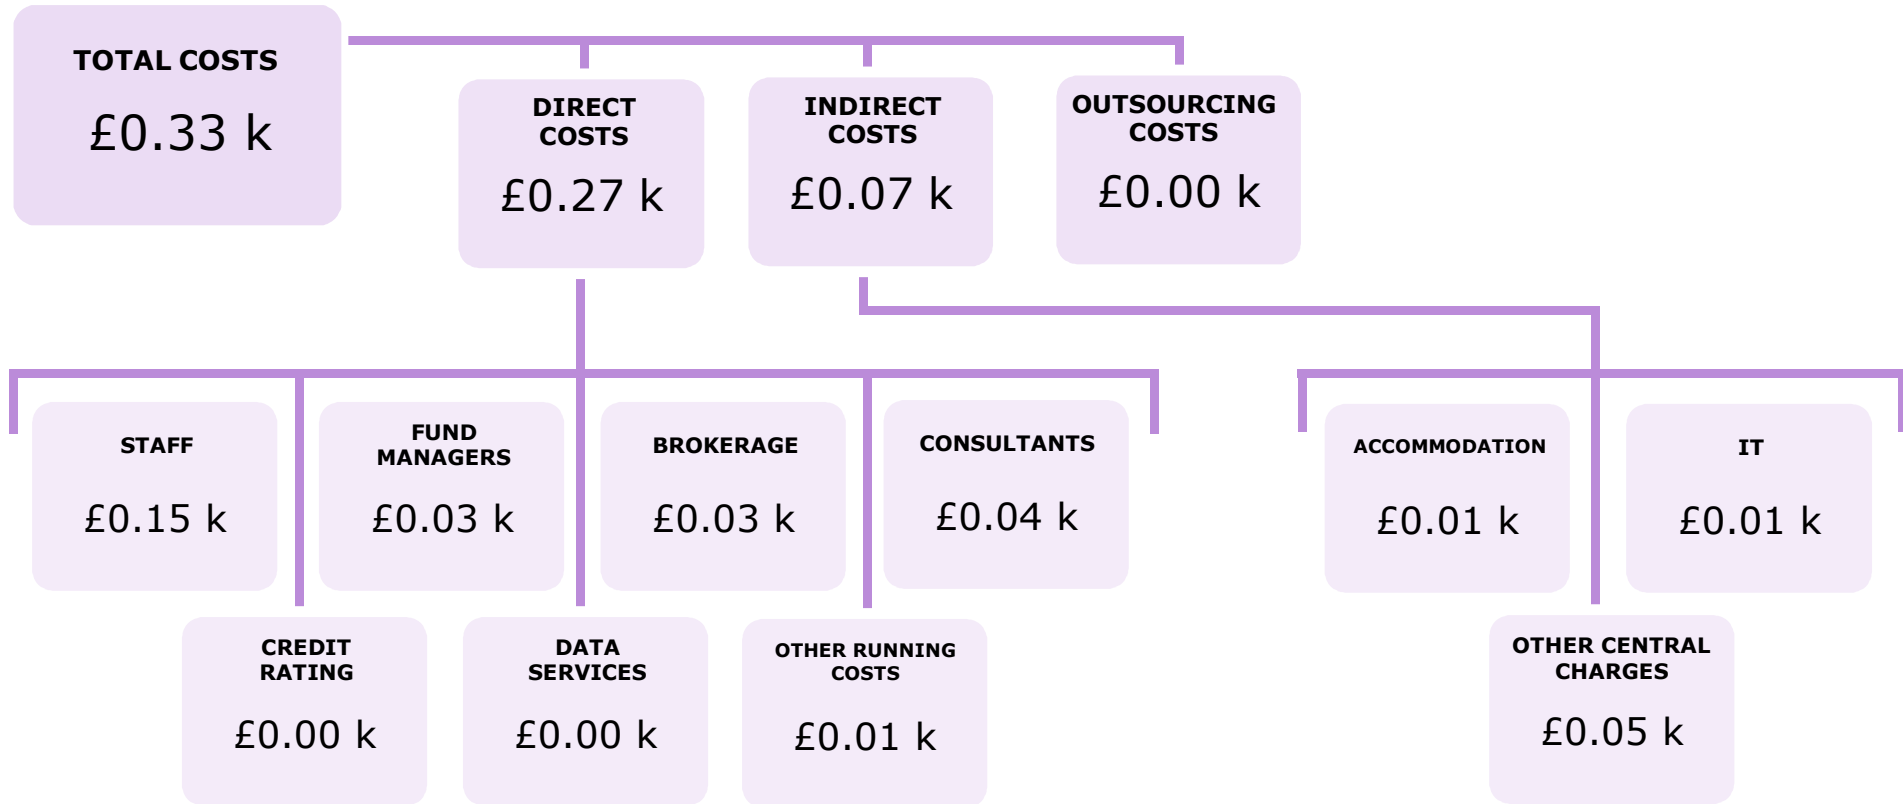 TOTAL COSTS
£0.33 k
DIRECT
COSTS
£0.27 k
INDIRECT
COSTS
£0.07 k
OUTSOURCING
COSTS
£0.00 k
STAFF
£0.15 k
FUND
MANAGERS
£0.03 k
BROKERAGE
£0.03 k
CONSULTANTS
£0.04 k
ACCOMMODATION
£0.01 k
IT
£0.01 k
CREDIT
RATING
£0.00 k
DATA
SERVICES
£0.00 k
OTHER RUNNING
COSTS
£0.01 k
OTHER CENTRAL
CHARGES
£0.05 k